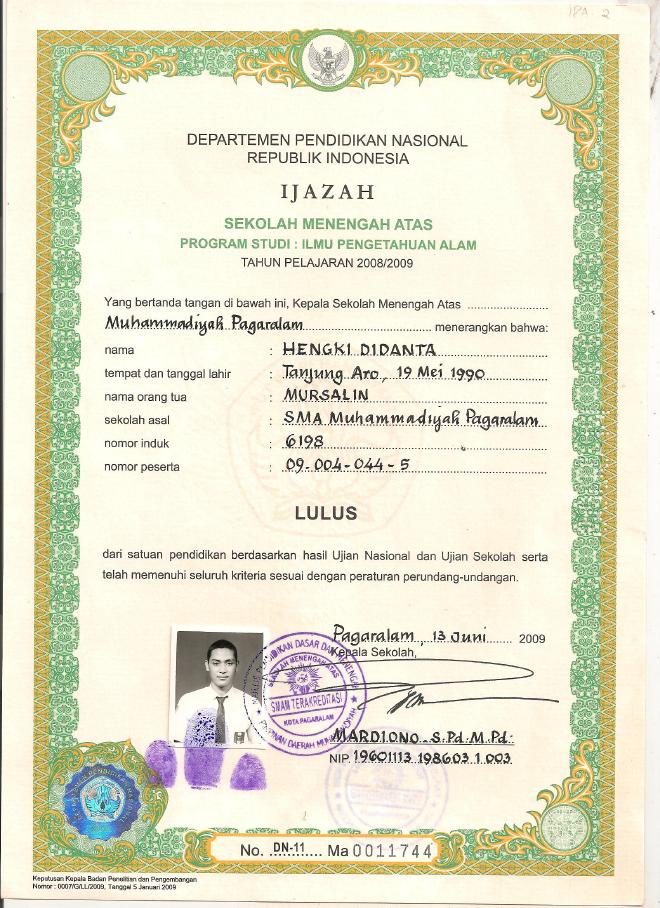 IPA 2
DEPARTEMEN PENDIDIKAN NASIONAL
REPUBLIK INDONESIA
IJAZAH
SEKOLAH MENENGAH ATAS
PROGRAM STUDI : ILMU PENGETAHUAN ALAM
TAHUN PELAJARAN 2008/2009
Yang bertanda tangan di bawah ini, Kepala Sekolah Menengah Atas
Muhammadiyah Pagaralam menerangkan bahwa:
nama : HENGKI DIDANTA
tempat dan tanggal lahir : Tanjung Aro, 19 Mei 1990
nama orang tua : MURSALIN
sekolah asal : SMA Muhammadiyah Pagaralam
nomor induk : 6198
nomor peserta : 09-004-044-5
LULUS
dari satuan pendidikan berdasarkan hasil Ujian Nasional dan Ujian Sekolah serta
telah memenuhi seluruh kriteria sesuai dengan peraturan perundang-undangan.
Pagaralam, 13 Juni 2009
Kepala Sekolah,
PENDIDIKAN DASAR DAN
SEKOLAH MENENGAH ATAS
SMAM TERAKREDITASI
KOTA PAGARALAM
PIMPINAN DAERAH
MARDIONO-S.Pd.M.Pd.
NIP. 19601113 198603 1 003
No. DN-11 Ma 0011744
Keputusan Kepala Badan Penelitian dan Pengembangan
Nomor : 0007/G/LL/2009, Tanggal 5 Januari 2009